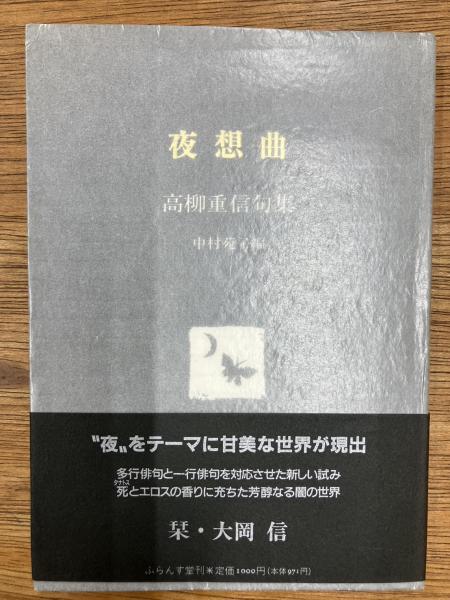 夜想曲
高柳重信句集
中村苑子編
〝夜〟をテーマに甘美な世界が現出
多行俳句と一行俳句を対応させた新しい試み
タナトス
死とエロスの香りに充ちた芳醇なる闇の世界
栞・大岡 信
ふらんす堂刊*定価1000円(本体971円)